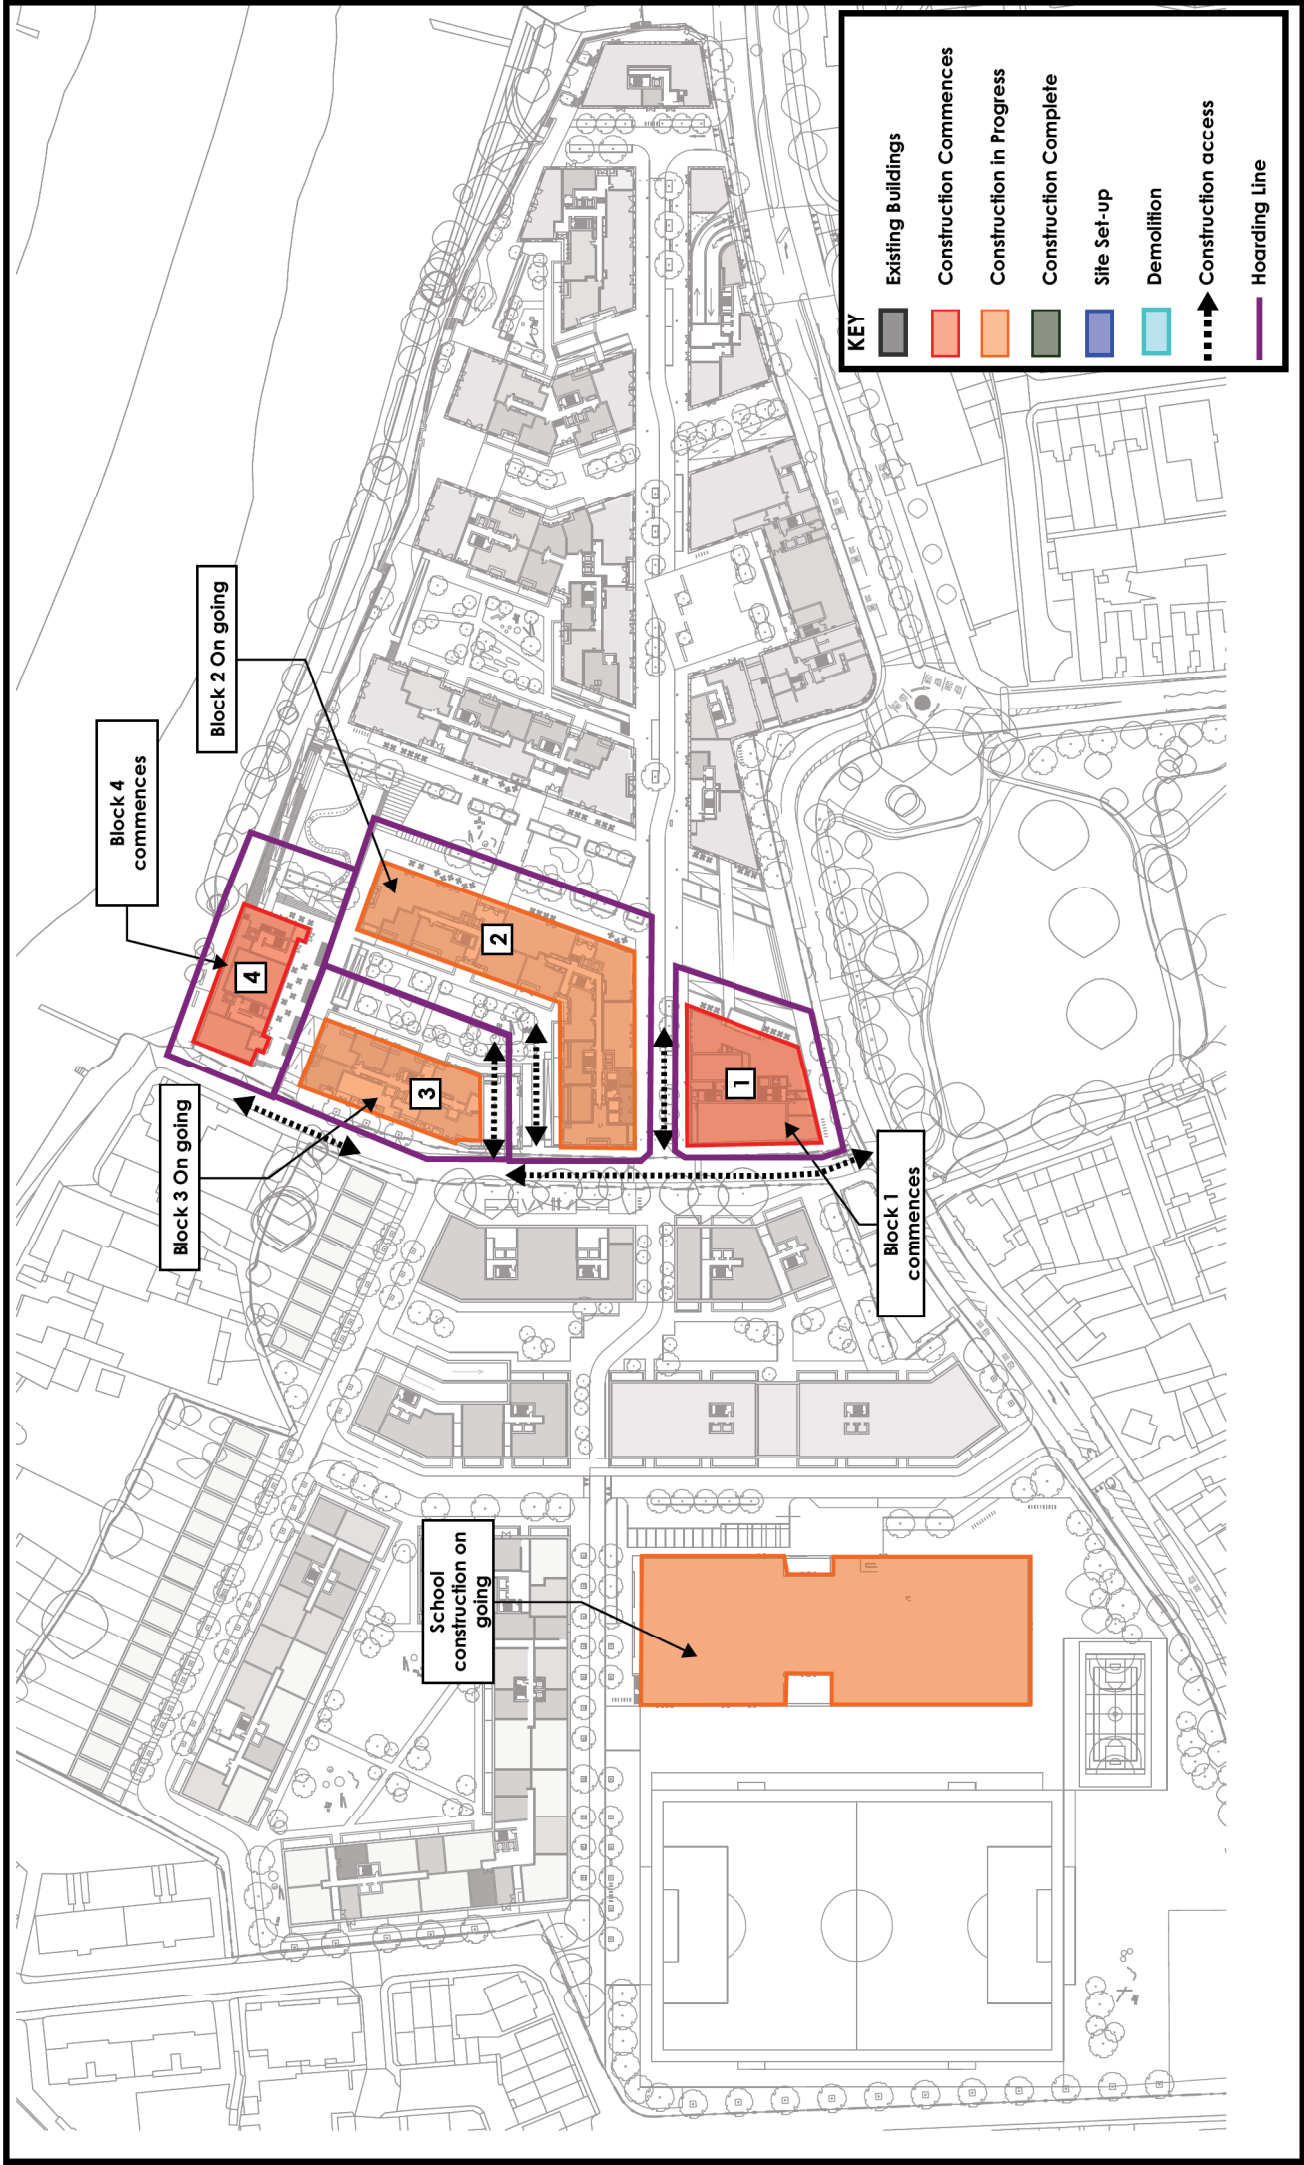 Block 4
commences
Block 2 On going
Block 3 On going
4
2
3
1
Block 1
commences
School
construction on
going
KEY
Existing Buildings
Construction Commences
Construction in Progress
Construction Complete
Site Set-up
Demolition
Construction access
Hoarding Line